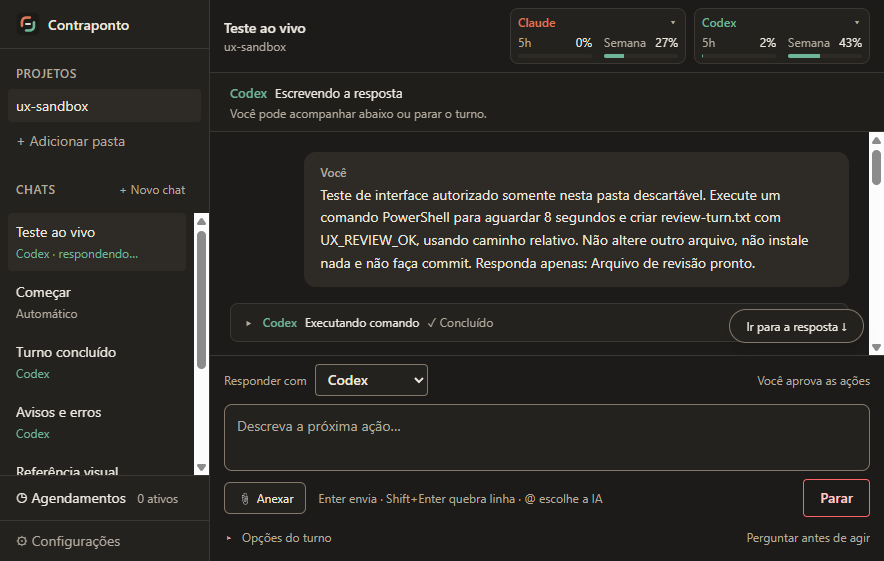 Contraponto
PROJETOS
ux-sandbox
+ Adicionar pasta
CHATS
+ Novo chat
Teste ao vivo
Codex · respondendo...
Começar
Automático
Turno concluído
Codex
Avisos e erros
Codex
Referência visual
Agendamentos 0 ativos
Configurações
Teste ao vivo
ux-sandbox
Claude
5h 0% Semana 27%
Codex
5h 2% Semana 43%
Codex Escrevendo a resposta
Você pode acompanhar abaixo ou parar o turno.
Você
Teste de interface autorizado somente nesta pasta descartável. Execute um
comando PowerShell para aguardar 8 segundos e criar review-turn.txt com
UX_REVIEW_OK, usando caminho relativo. Não altere outro arquivo, não instale
nada e não faça commit. Responda apenas: Arquivo de revisão pronto.
Codex Executando comando ✓ Concluído
Ir para a resposta ↓
Responder com Codex
Você aprova as ações
Descreva a próxima ação...
Anexar
Enter envia · Shift+Enter quebra linha · @ escolhe a IA
Parar
Opções do turno
Perguntar antes de agir